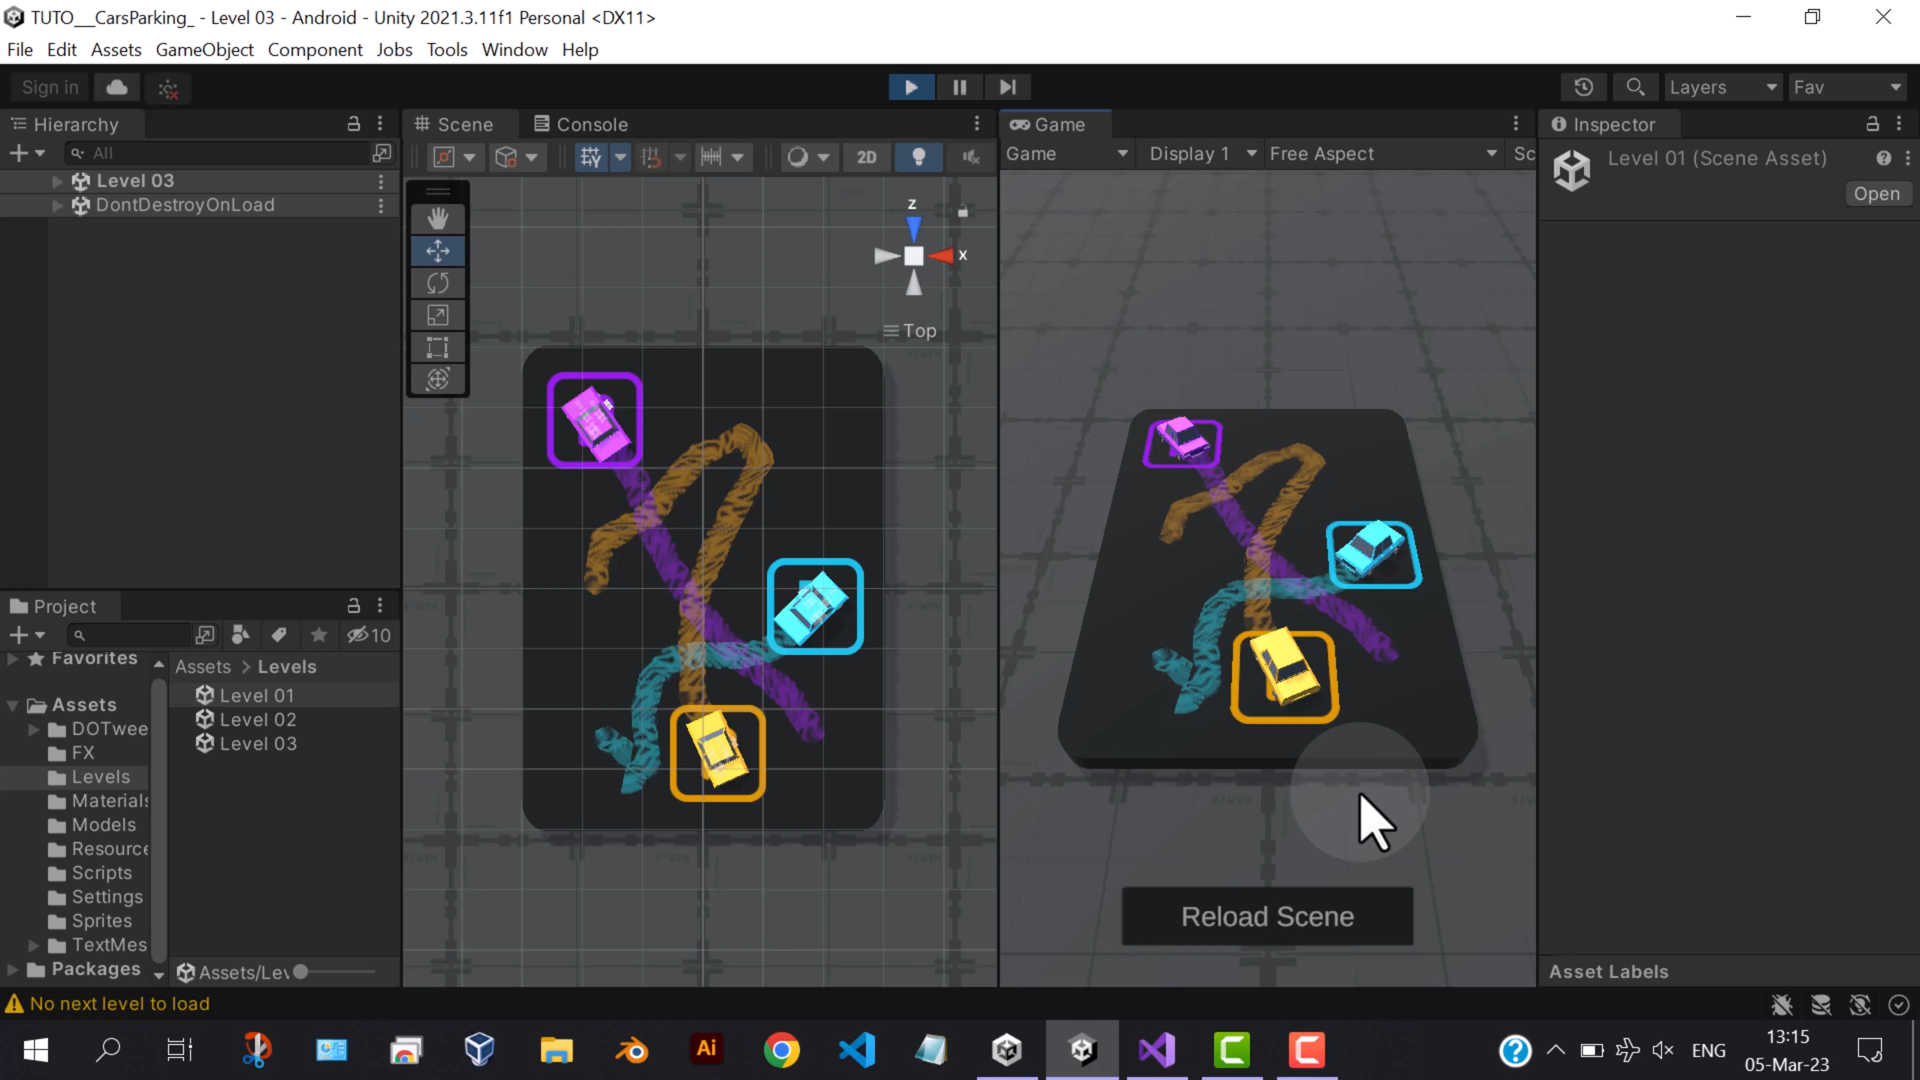 TUTO__CarsParking_ - Level 03 - Android - Unity 2021.3.11f1 Personal <DX11>
File Edit Assets GameObject Component Jobs Tools Window Help
Sign in
Layers
Fav
Hierarchy
Scene
Console
Game
Inspector
All
2D
Game
Display 1
Free Aspect
Sc
Level 01 (Scene Asset)
Open
Level 03
DontDestroyOnLoad
z
x
Top
Project
10
Favorites
Assets > Levels
Assets
Level 01
DOTwee
Level 02
FX
Level 03
Levels
Materials
Models
Resource
Scripts
Settings
Sprites
TextMes
Packages
Assets/Lev
Reload Scene
Asset Labels
No next level to load
Ai
ENG
13:15
05-Mar-23